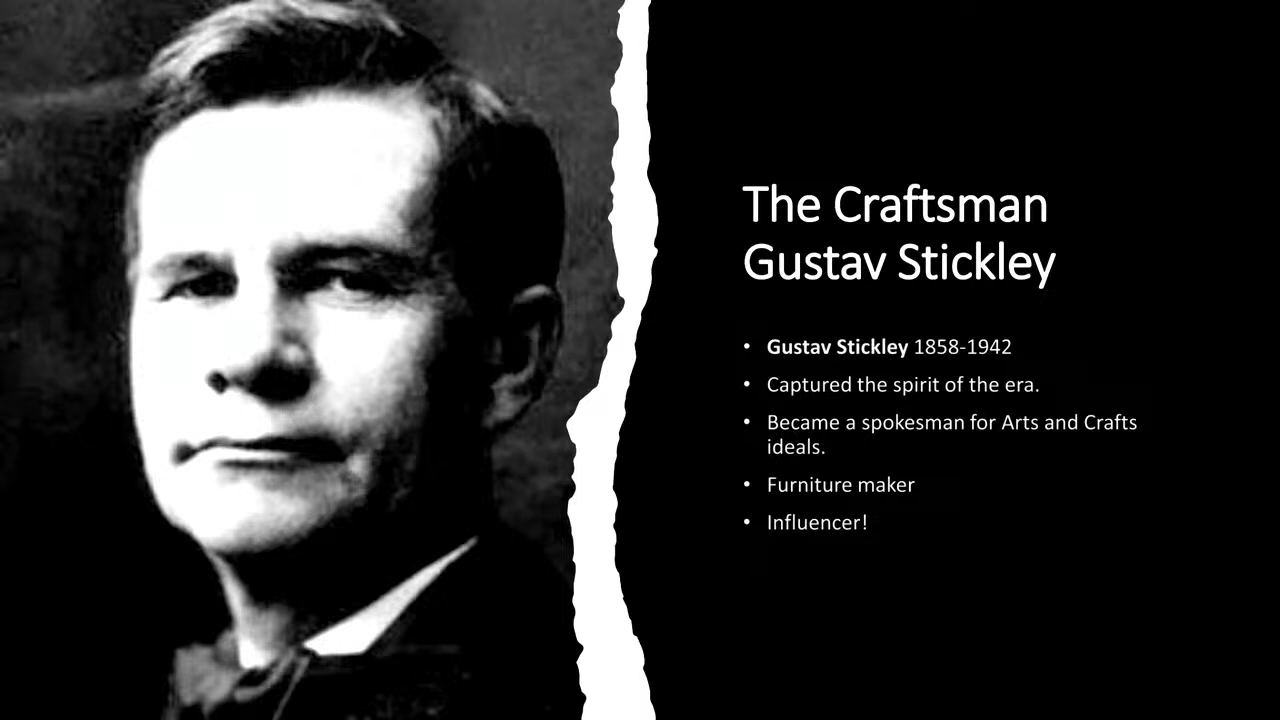 The Craftsman
Gustav Stickley
• Gustav Stickley 1858-1942
• Captured the spirit of the era.
• Became a spokesman for Arts and Crafts
ideals.
• Furniture maker
• Influencer!